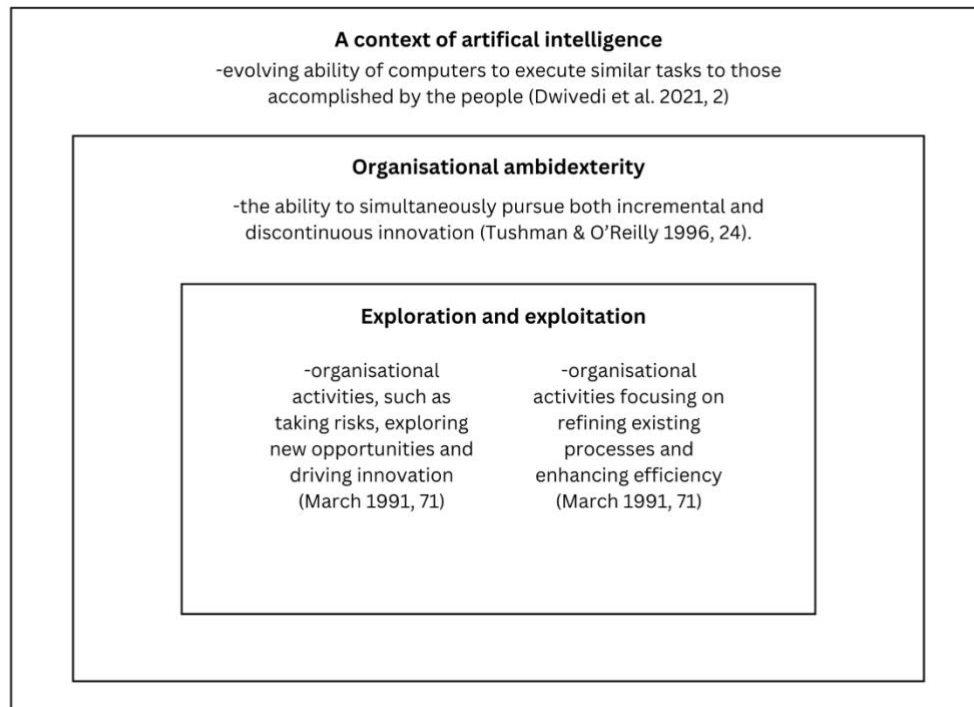 A context of artifical intelligence
-evolving ability of computers to execute similar tasks to those
accomplished by the people (Dwivedi et al. 2021, 2)
Organisational ambidexterity
-the ability to simultaneously pursue both incremental and
discontinuous innovation (Tushman & O’Reilly 1996, 24).
Exploration and exploitation
-organisational
activities, such as
taking risks, exploring
new opportunities and
driving innovation
(March 1991, 71)
-organisational
activities focusing on
refining existing
processes and
enhancing efficiency
(March 1991, 71)